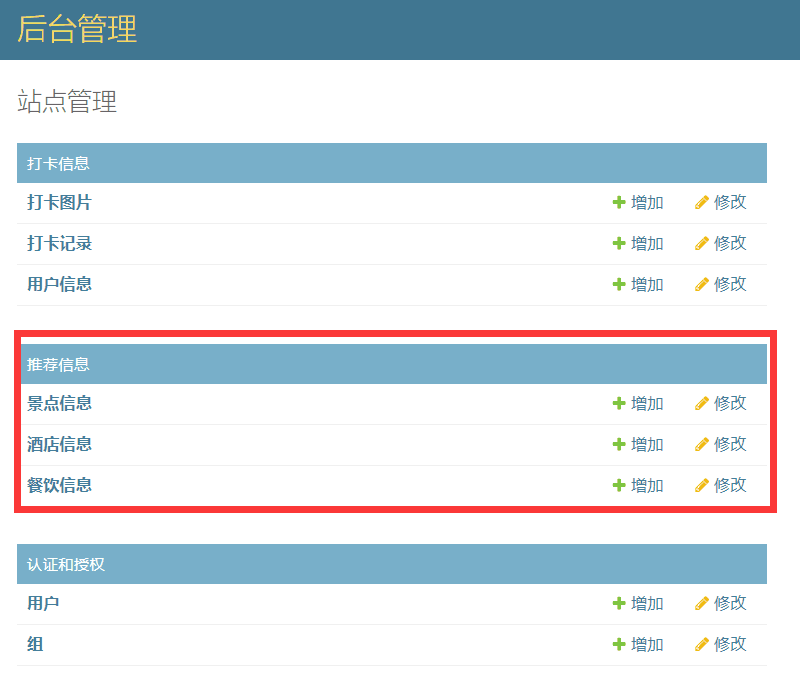 后台管理
站点管理
打卡信息
打卡图片 增加 修改
打卡记录 增加 修改
用户信息 增加 修改
推荐信息
景点信息 增加 修改
酒店信息 增加 修改
餐饮信息 增加 修改
认证和授权
用户 增加 修改
组 增加 修改